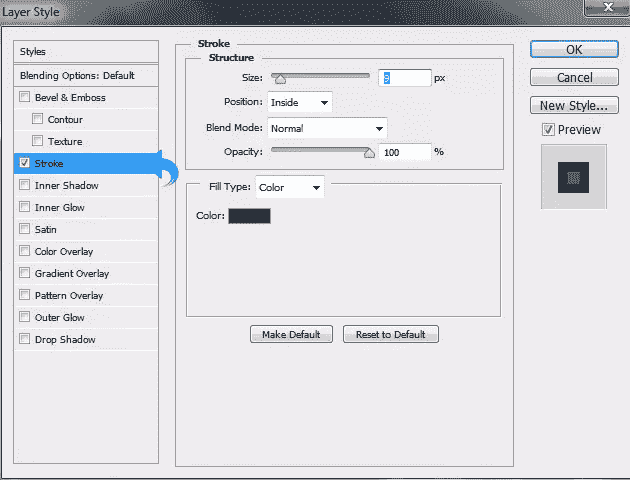 Layer Style
Styles
Blending Options: Default
Bevel & Emboss
Contour
Texture
Stroke
Inner Shadow
Inner Glow
Satin
Color Overlay
Gradient Overlay
Pattern Overlay
Outer Glow
Drop Shadow
Stroke
Structure
Size: px
Position: Inside
Blend Mode: Normal
Opacity: 100 %
Fill Type: Color
Color:
Make Default Reset to Default
OK
Cancel
New Style...
Preview